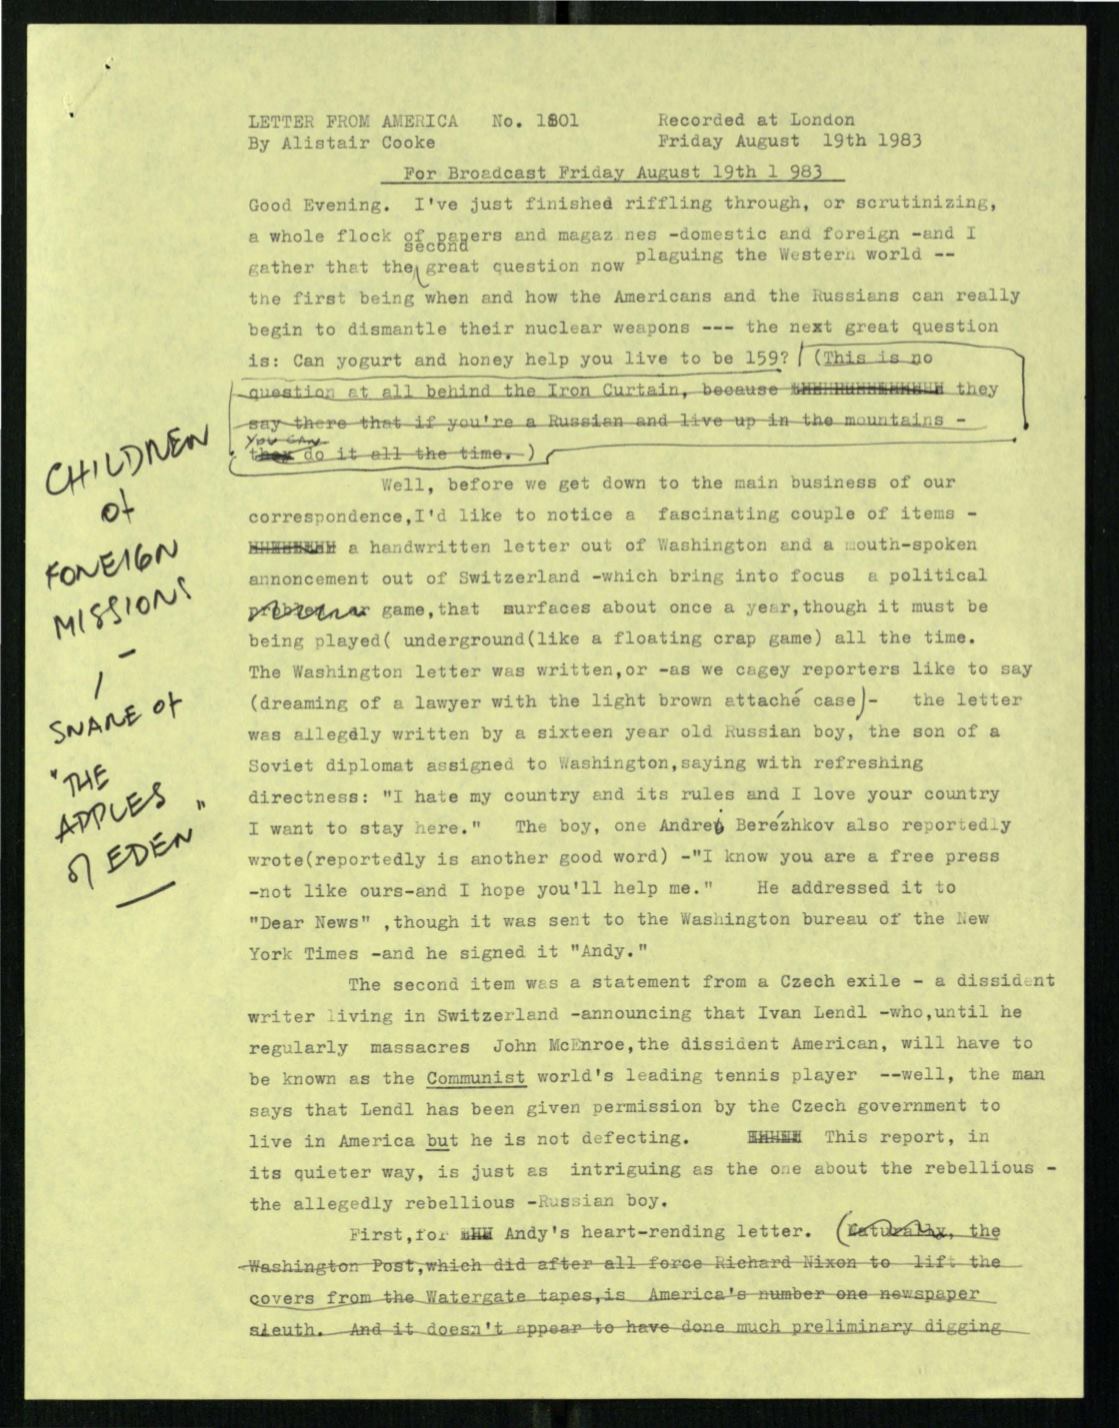 LETTER FROM AMERICA No. 1801 Recorded at London
By Alistair Cooke Friday August 19th 1983
For Broadcast Friday August 19th 1 983
Good Evening. I've just finished riffling through, or scrutinizing,
a whole flock of papers and magaz nes -domestic and foreign -and I
second
gather that the great question now plaguing the Western world --
the first being when and how the Americans and the Russians can really
begin to dismantle their nuclear weapons --- the next great question
is: Can yogurt and honey help you live to be 159? (This is no
question at all behind the Iron Curtain, because they
say there that if you're a Russian and live up in the mountains -
YOU CAN
they do it all the time. )
Well, before we get down to the main business of our
correspondence,I'd like to notice a fascinating couple of items -
a handwritten letter out of Washington and a mouth-spoken
annoncement out of Switzerland -which bring into focus a political
game,that surfaces about once a year,though it must be
being played( underground(like a floating crap game) all the time.
The Washington letter was written,or -as we cagey reporters like to say
(dreaming of a lawyer with the light brown attaché case)- the letter
was allegdly written by a sixteen year old Russian boy, the son of a
Soviet diplomat assigned to Washington,saying with refreshing
directness: "I hate my country and its rules and I love your country
I want to stay here." The boy, one Andrei Berézhkov also reportedly
wrote(reportedly is another good word) -"I know you are a free press
-not like ours-and I hope you'll help me." He addressed it to
"Dear News" ,though it was sent to the Washington bureau of the New
York Times -and he signed it "Andy."
The second item was a statement from a Czech exile - a dissident
writer living in Switzerland -announcing that Ivan Lendl -who,until he
regularly massacres John McEnroe,the dissident American, will have to
be known as the Communist world's leading tennis player --well, the man
says that Lendl has been given permission by the Czech government to
live in America but he is not defecting. This report, in
its quieter way, is just as intriguing as the one about the rebellious -
the allegedly rebellious -Russian boy.
First,for Andy's heart-rending letter. (Naturally, the
Washington Post,which did after all force Richard Nixon to lift the
covers from the Watergate tapes,is America's number one newspaper
sleuth. And it doesn't appear to have done much preliminary digging
CHILDREN
of
FOREIGN
MISSIONS
-
/
SNARE of
"THE
APPLES
of EDEN"